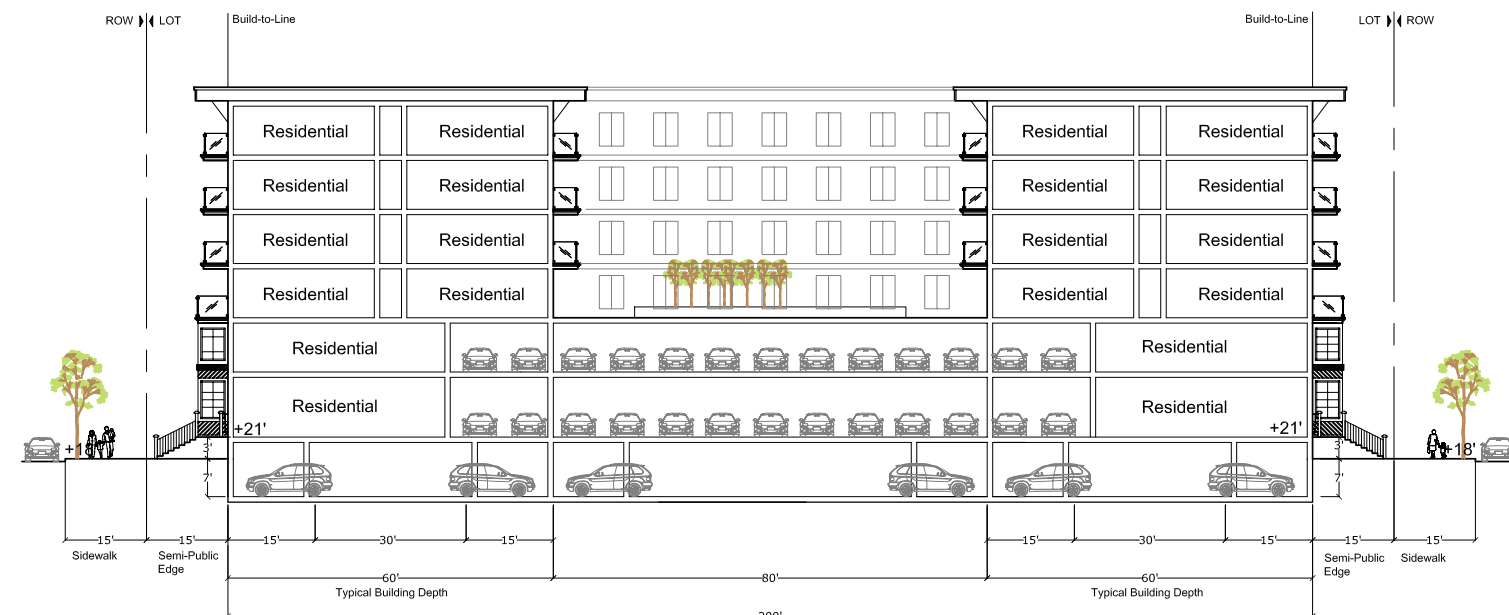 ROW LOT Build-to-Line Build-to-Line LOT ROW
Residential Residential Residential Residential
Residential Residential Residential Residential
Residential Residential Residential Residential
Residential Residential Residential Residential
Residential Residential
Residential Residential
+21' +21'
3' +18' 3'
7' 7'
15' 15' 15' 30' 15' 15' 30' 15' 15' 15'
Sidewalk Semi-Public Semi-Public Sidewalk
Edge Edge
60' 80' 60'
Typical Building Depth Typical Building Depth